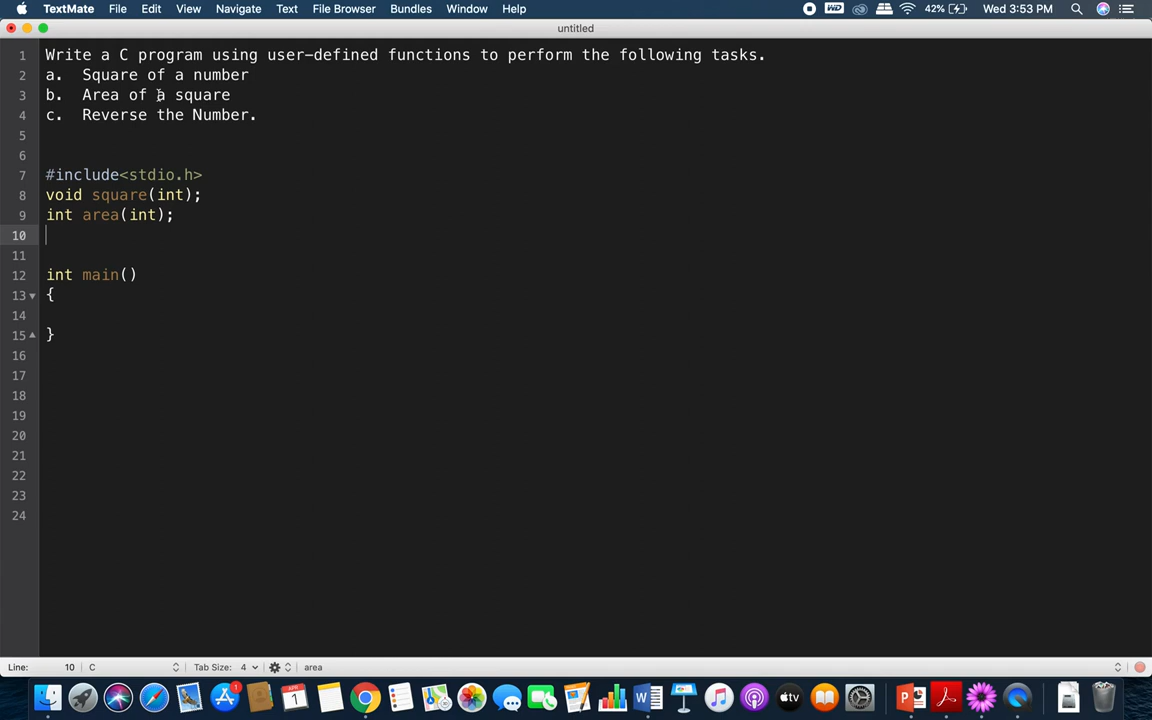 TextMate File Edit View Navigate Text File Browser Bundles Window Help WD 42% Wed 3:53 PM
untitled
1 Write a C program using user-defined functions to perform the following tasks.
2 a. Square of a number
3 b. Area of a square
4 c. Reverse the Number.
5
6
7 #include<stdio.h>
8 void square(int);
9 int area(int);
10
11
12 int main()
13 {
14
15 }
16
17
18
19
20
21
22
23
24
Line: 10 C Tab Size: 4 area